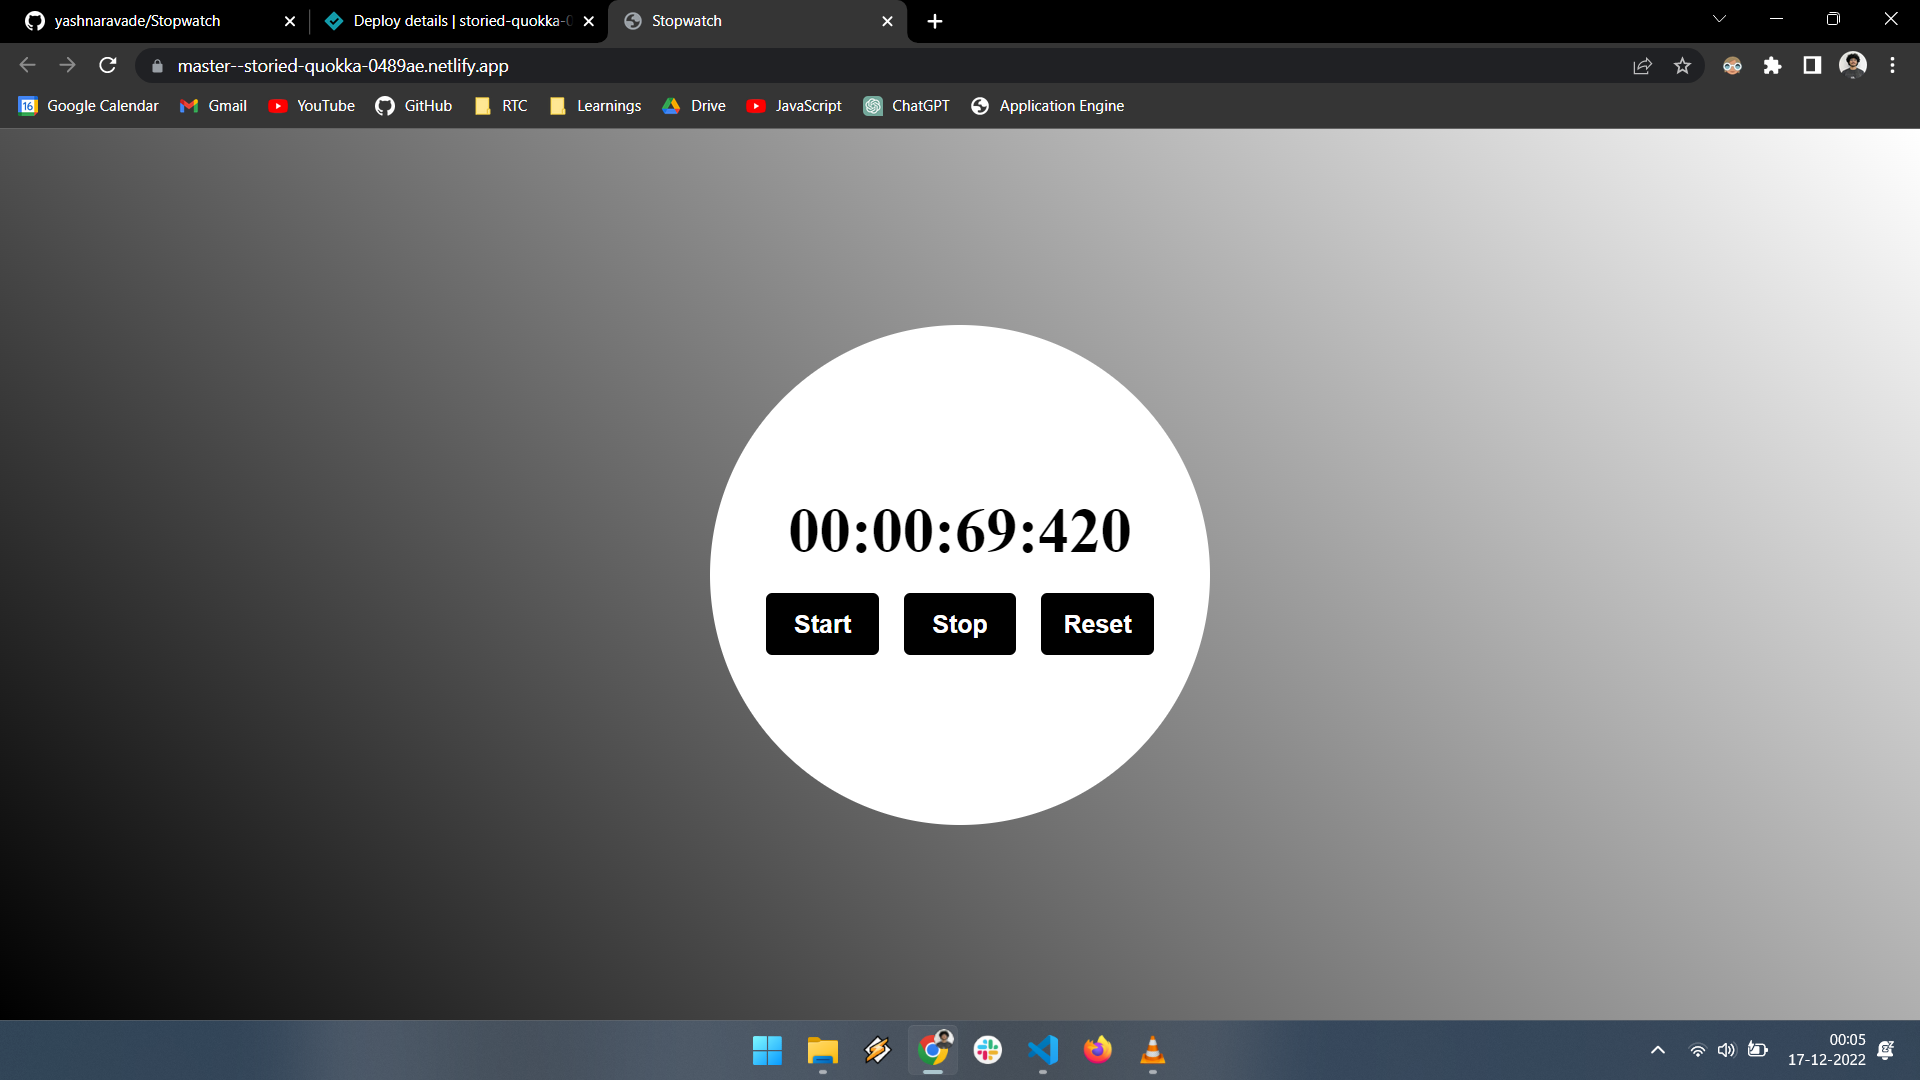 yashnaravade/Stopwatch
Deploy details | storied-quokka-0
Stopwatch
master--storied-quokka-0489ae.netlify.app
16 Google Calendar
Gmail
YouTube
GitHub
RTC
Learnings
Drive
JavaScript
ChatGPT
Application Engine
00:00:69:420
Start
Stop
Reset
00:05
17-12-2022